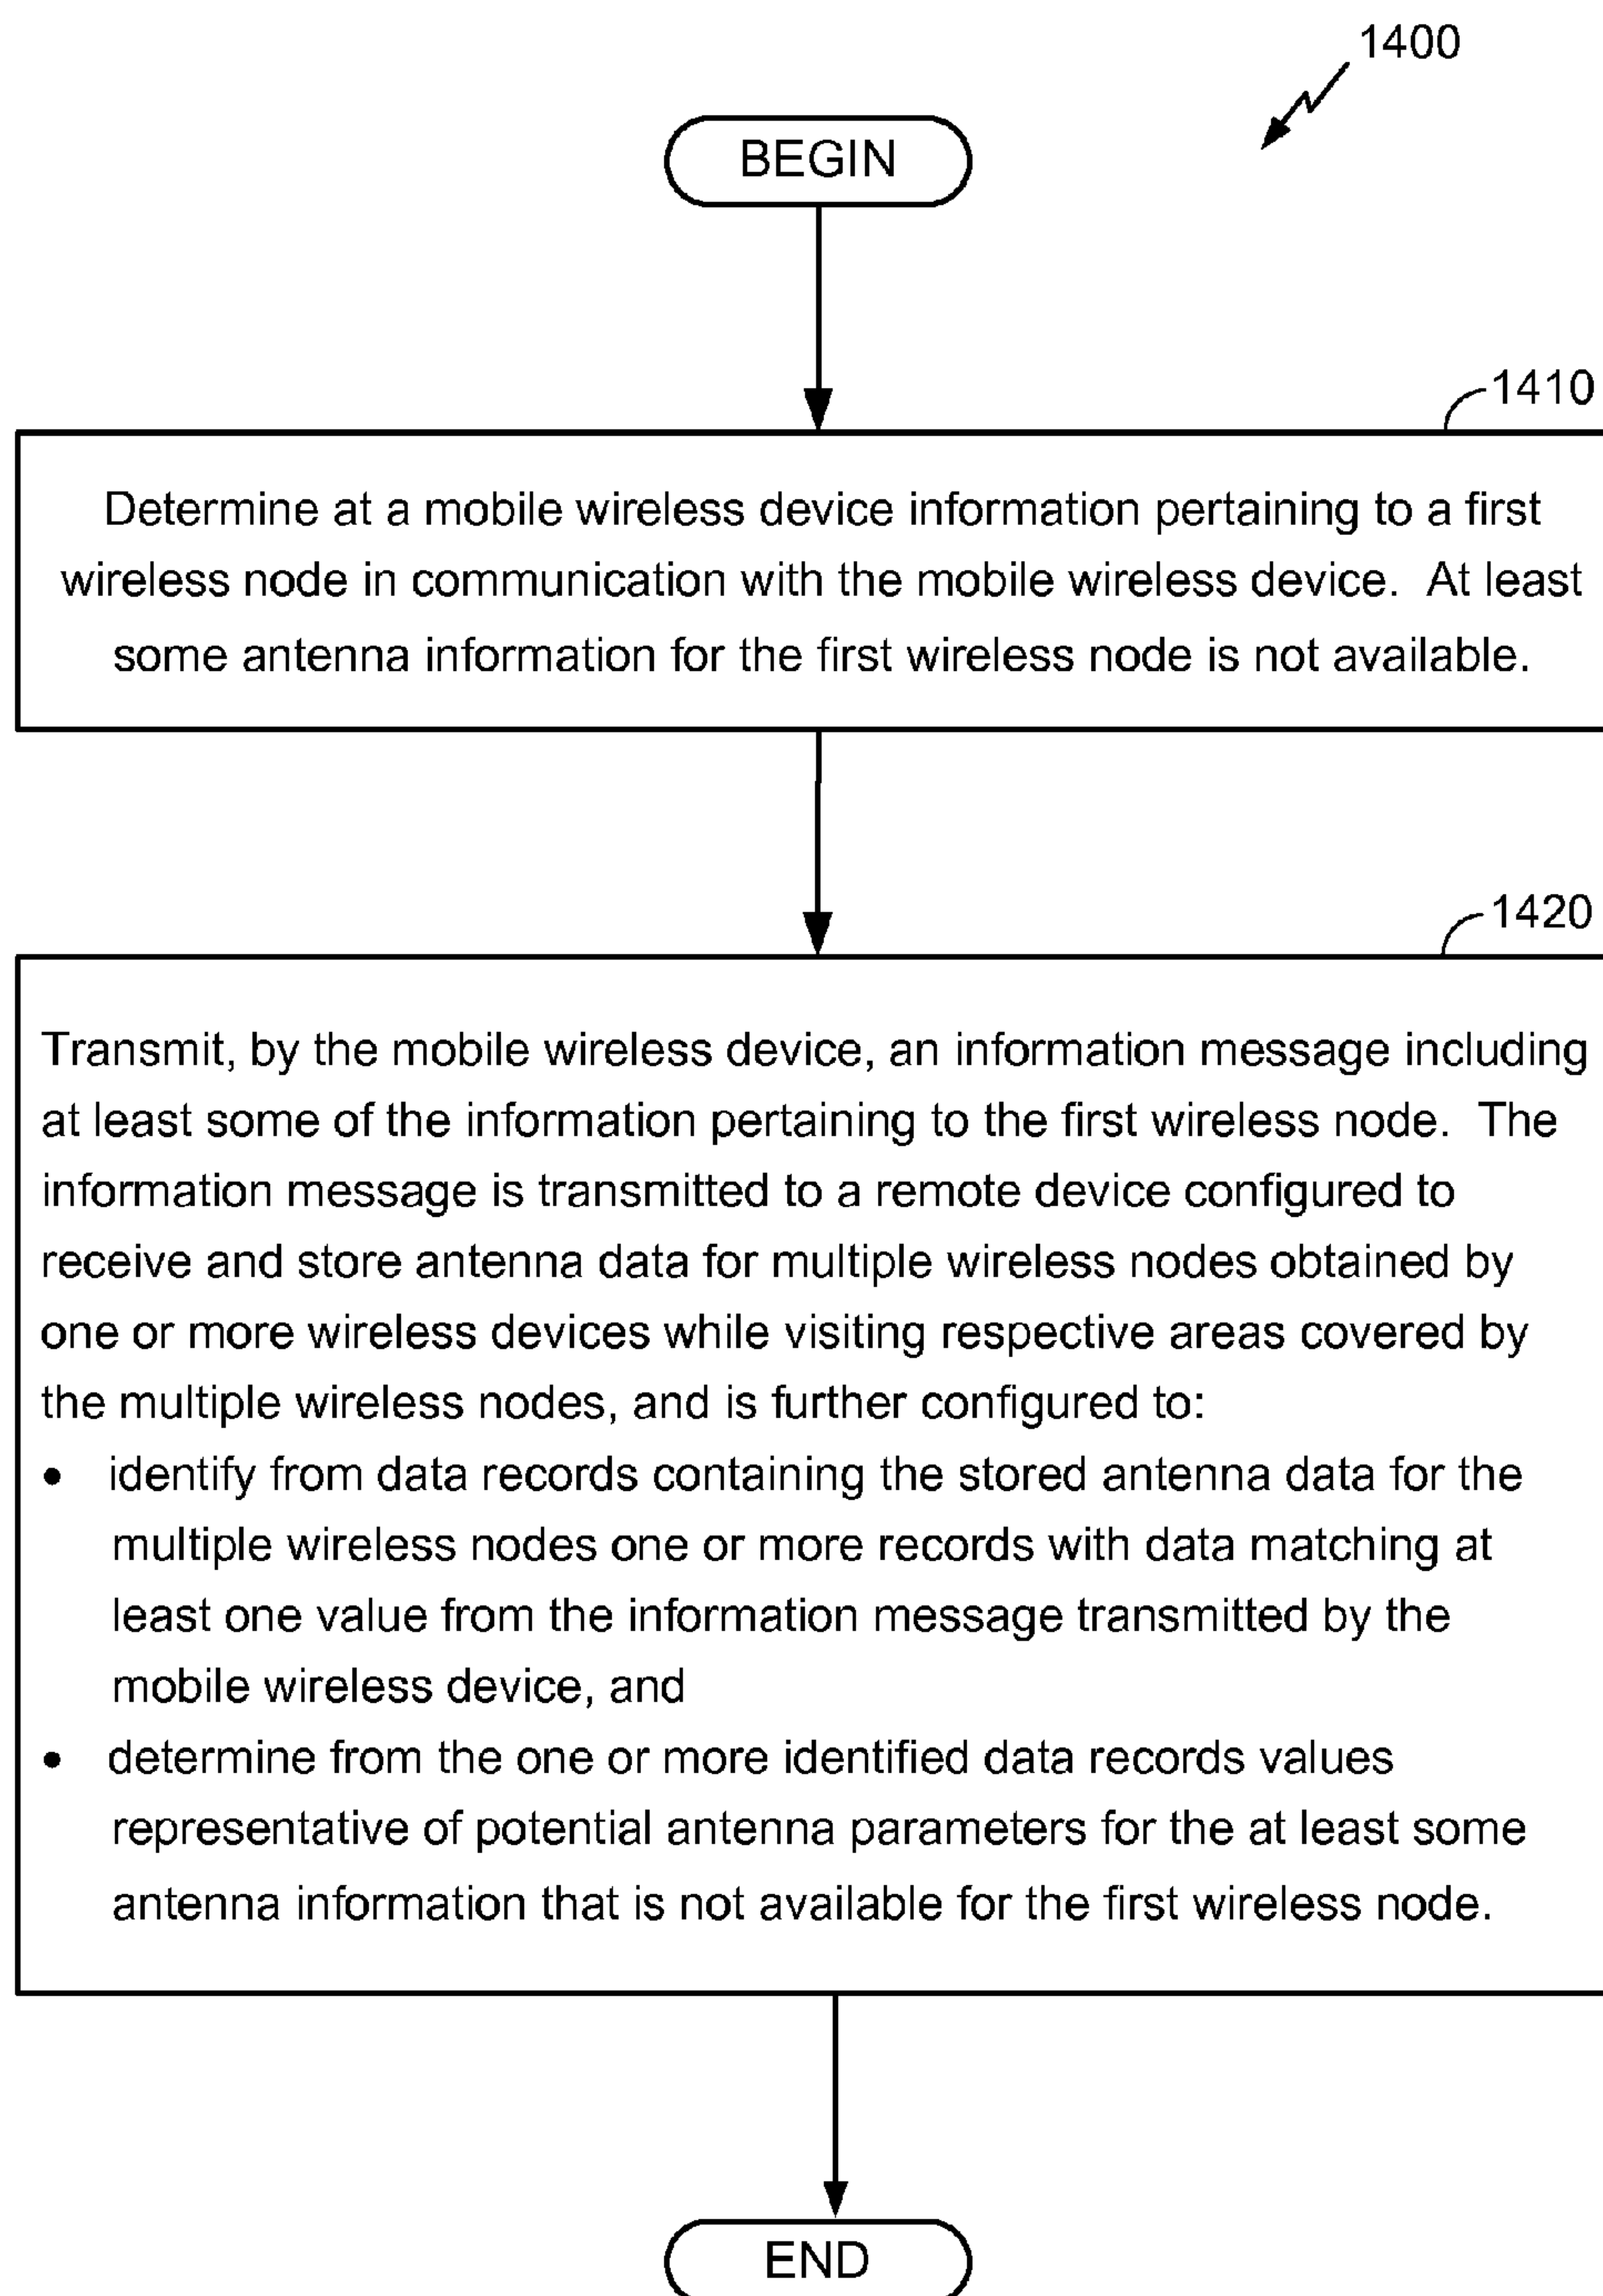 1400
BEGIN
1410
Determine at a mobile wireless device information pertaining to a first
wireless node in communication with the mobile wireless device. At least
some antenna information for the first wireless node is not available.
1420
Transmit, by the mobile wireless device, an information message including
at least some of the information pertaining to the first wireless node. The
information message is transmitted to a remote device configured to
receive and store antenna data for multiple wireless nodes obtained by
one or more wireless devices while visiting respective areas covered by
the multiple wireless nodes, and is further configured to:
• identify from data records containing the stored antenna data for the
multiple wireless nodes one or more records with data matching at
least one value from the information message transmitted by the
mobile wireless device, and
• determine from the one or more identified data records values
representative of potential antenna parameters for the at least some
antenna information that is not available for the first wireless node.
END